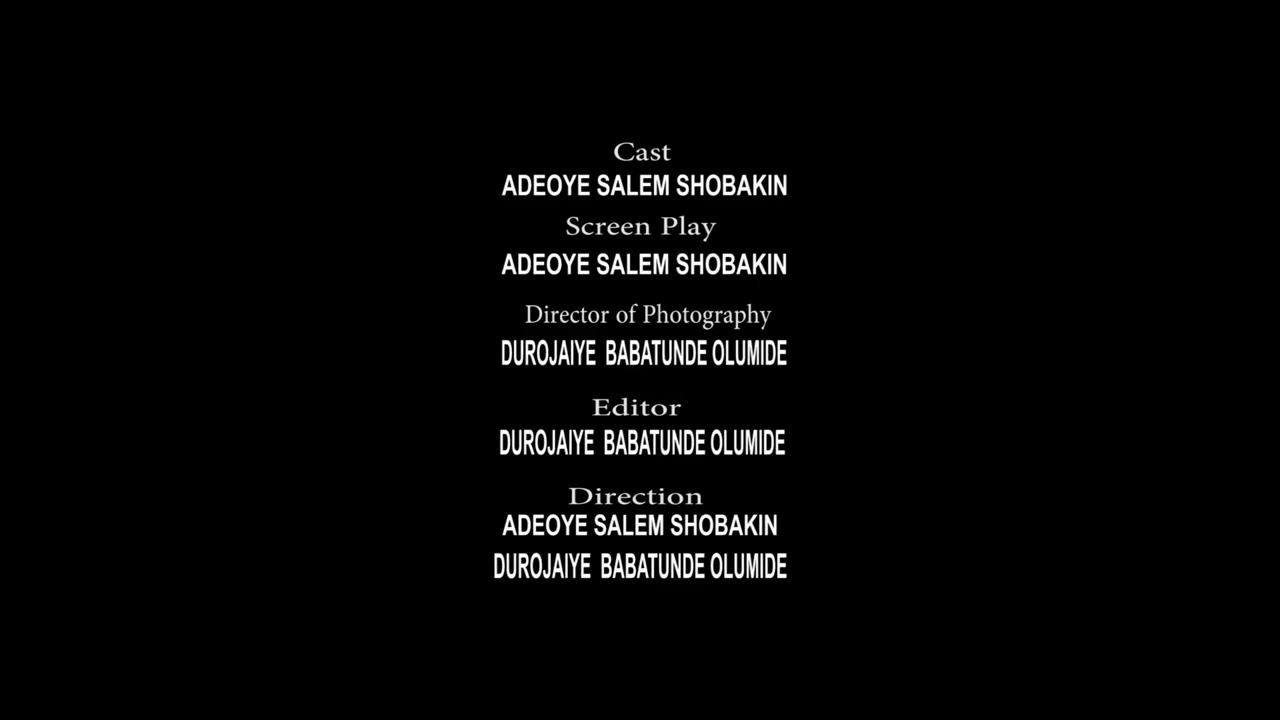 Cast
ADEOYE SALEM SHOBAKIN
Screen Play
ADEOYE SALEM SHOBAKIN
Director of Photography
DUROJAIYE BABATUNDE OLUMIDE
Editor
DUROJAIYE BABATUNDE OLUMIDE
Direction
ADEOYE SALEM SHOBAKIN
DUROJAIYE BABATUNDE OLUMIDE